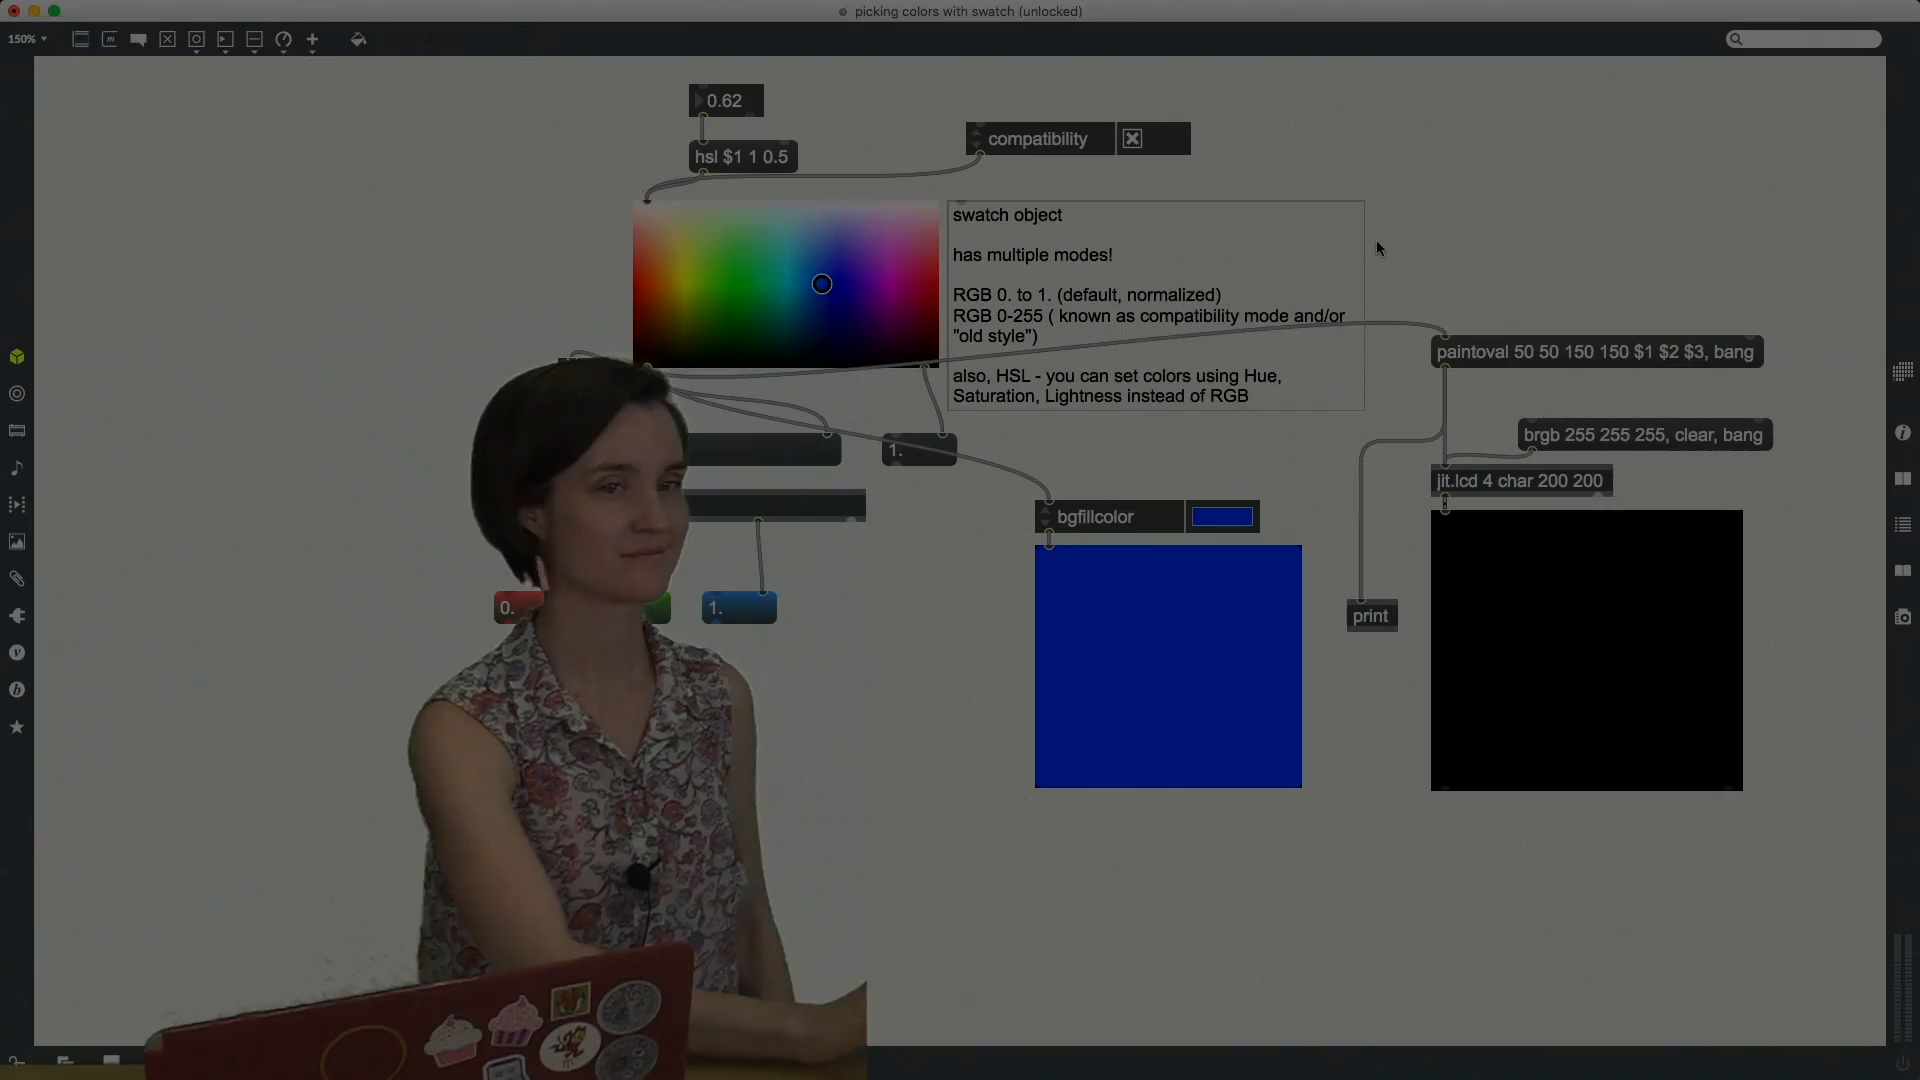 picking colors with swatch (unlocked)
150%
0.62
hsl $1 1 0.5
compatibility
swatch object
has multiple modes!
RGB 0. to 1. (default, normalized)
RGB 0-255 ( known as compatibility mode and/or
"old style")
also, HSL - you can set colors using Hue,
Saturation, Lightness instead of RGB
paintoval 50 50 150 150 $1 $2 $3, bang
brgb 255 255 255, clear, bang
1.
jit.lcd 4 char 200 200
bgfillcolor
0.
1.
print